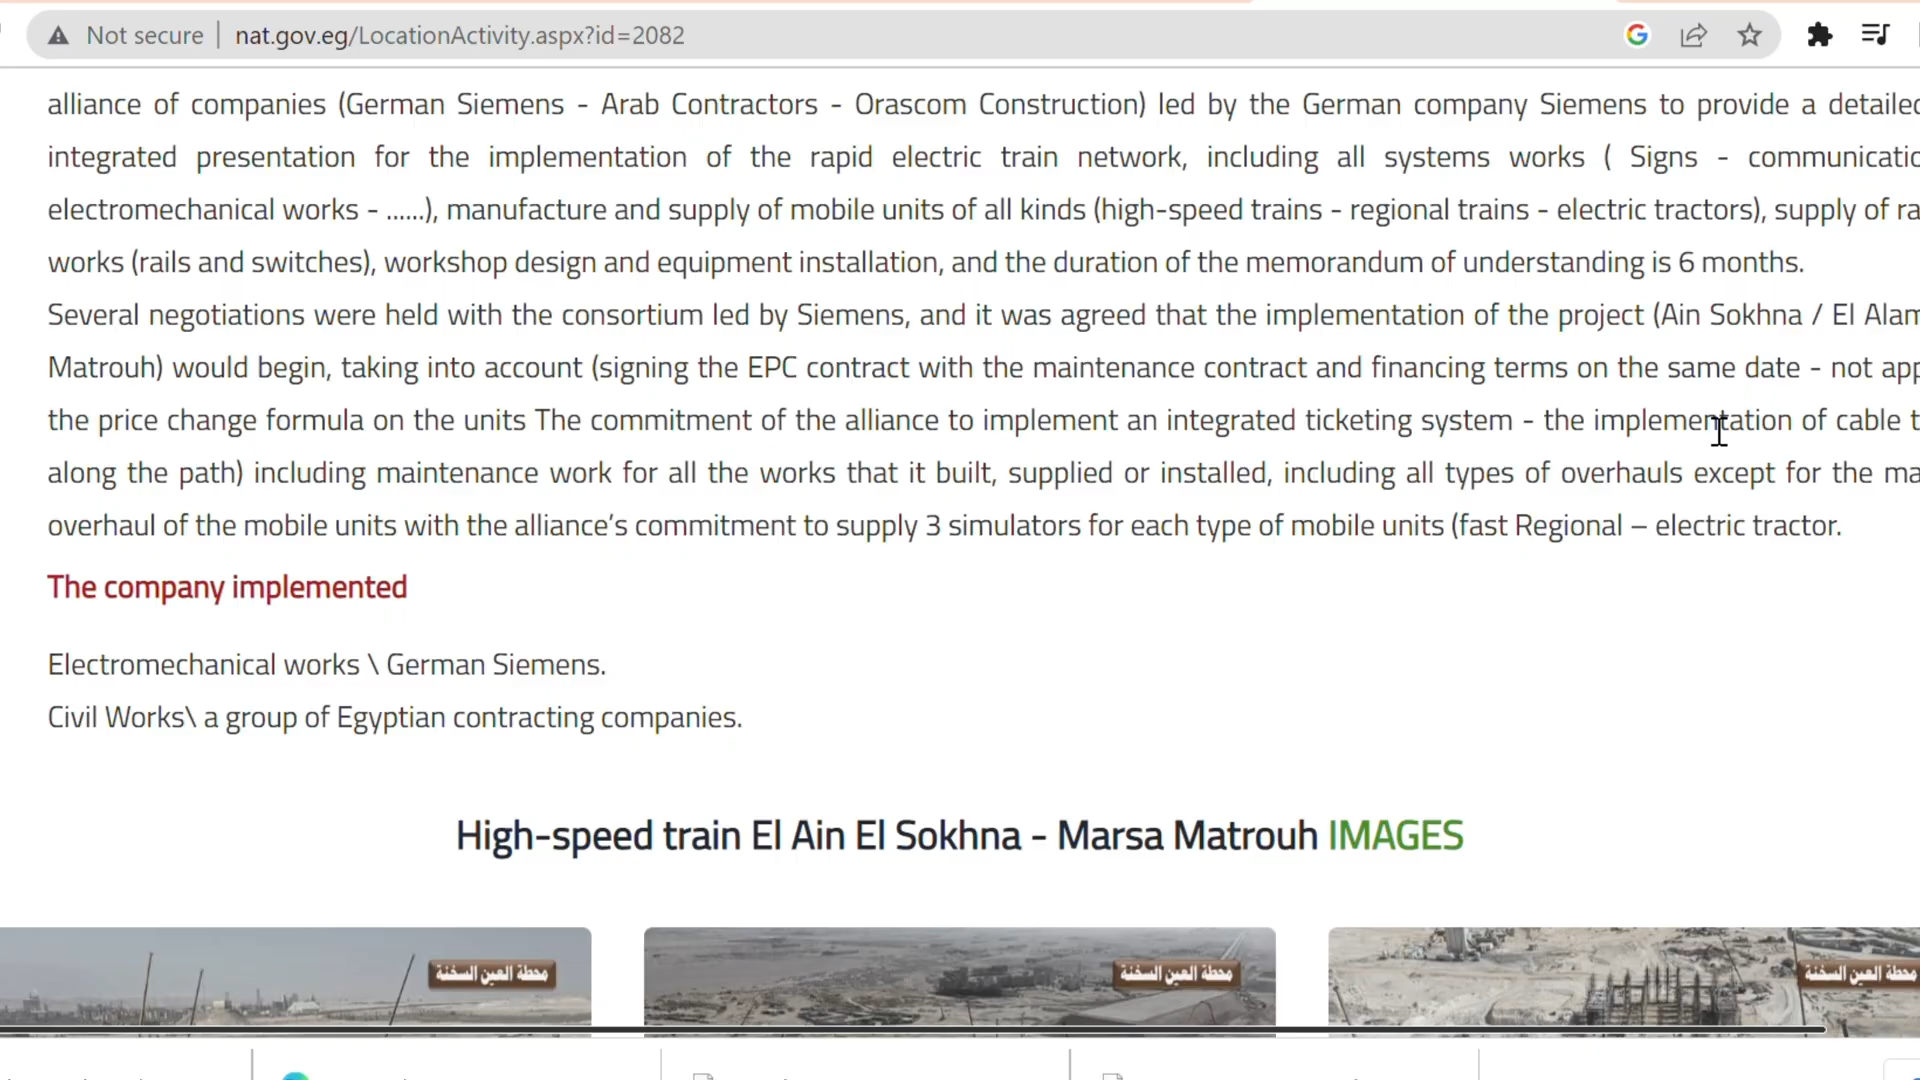 Not secure | nat.gov.eg/LocationActivity.aspx?id=2082
alliance of companies (German Siemens - Arab Contractors - Orascom Construction) led by the German company Siemens to provide a detailed
integrated presentation for the implementation of the rapid electric train network, including all systems works ( Signs -
electromechanical works - ......), manufacture and supply of mobile units of all kinds (high-speed trains - regional trains - electric tractors), supply of
works (rails and switches), workshop design and equipment installation, and the duration of the memorandum of understanding is 6 months.
Several negotiations were held with the consortium led by Siemens, and it was agreed that the implementation of the project (Ain Sokhna / El
Matrouh) would begin, taking into account (signing the EPC contract with the maintenance contract and financing terms on the same date - not
the price change formula on the units The commitment of the alliance to implement an integrated ticketing system - the implementation of cable
along the path) including maintenance work for all the works that it built, supplied or installed, including all types of overhauls except for the
overhaul of the mobile units with the alliance’s commitment to supply 3 simulators for each type of mobile units (fast Regional – electric tractor.
The company implemented
Electromechanical works \ German Siemens.
Civil Works\ a group of Egyptian contracting companies.
High-speed train El Ain El Sokhna - Marsa Matrouh IMAGES
محطة العين السخنة
محطة العين السخنة
محطة العين السخنة